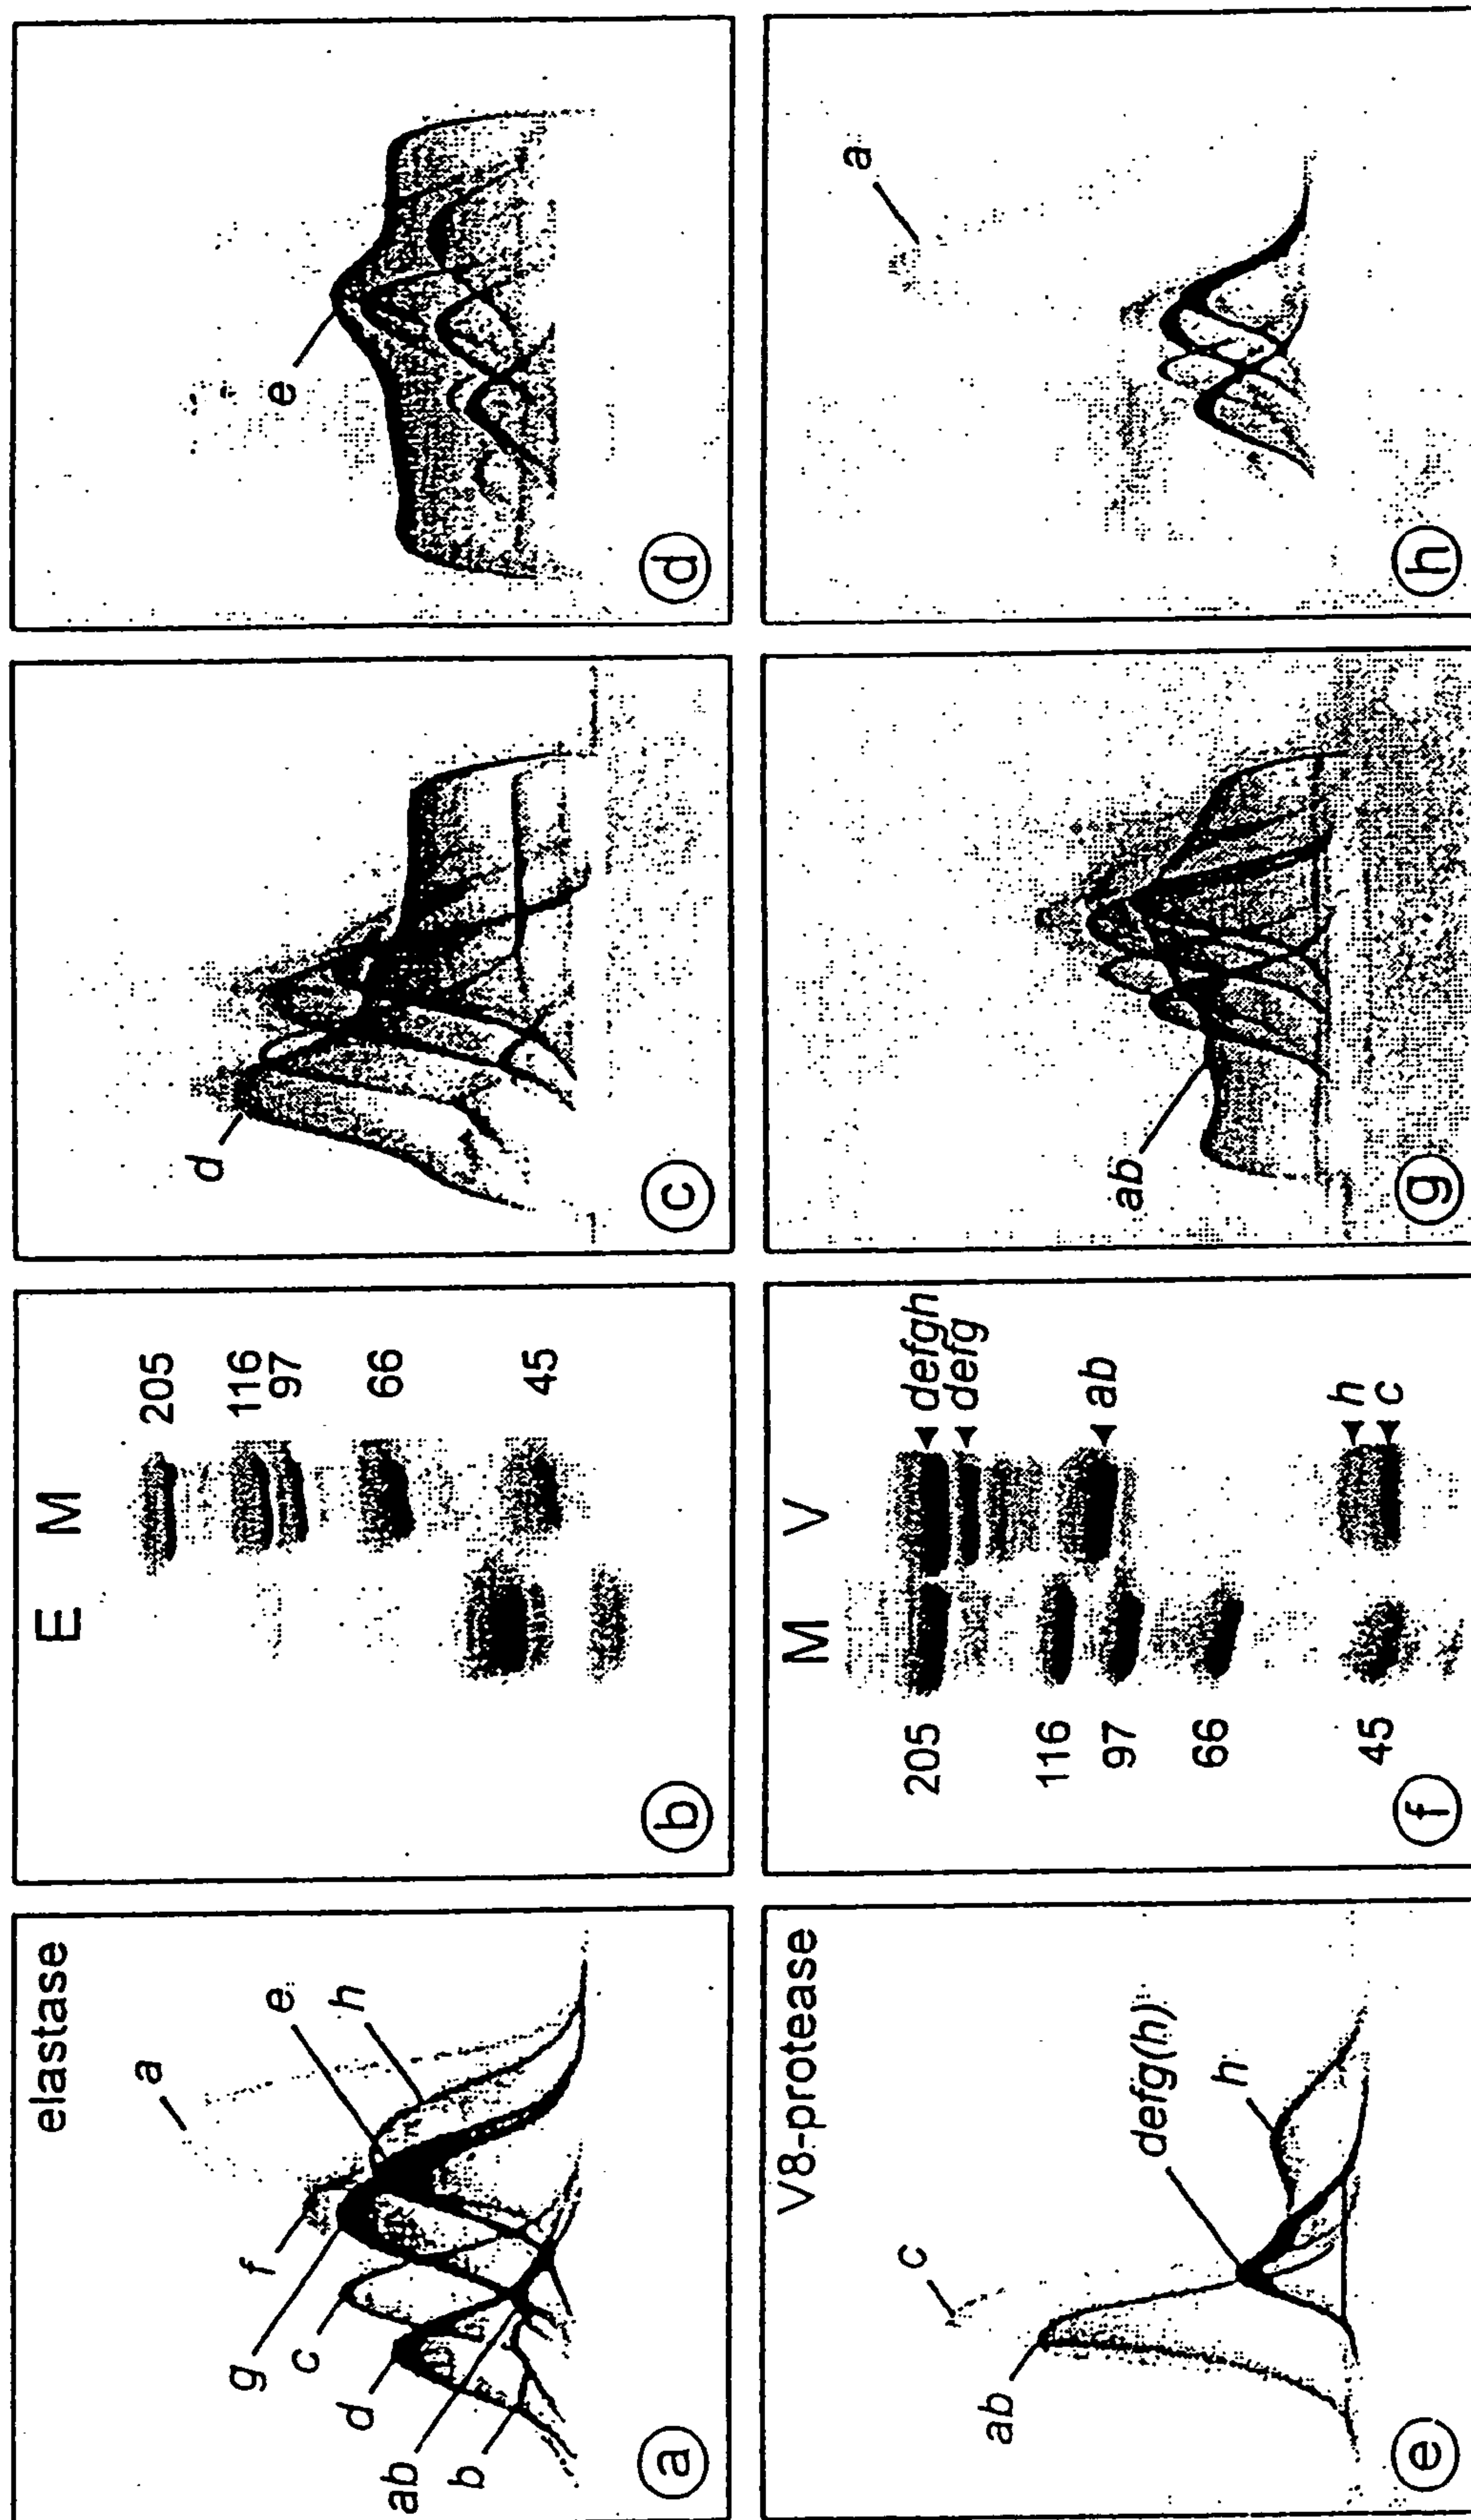 elastase
a
e
h
f
g
c
d
ab
b
ⓐ
E M
205
116
97
66
45
ⓑ
d
ⓒ
e
ⓓ
V8-protease
c
defg(h)
h
ab
ⓔ
M V
205
116
97
66
45
defgh
defg
ab
h
c
ⓕ
ab
ⓖ
a
ⓗ